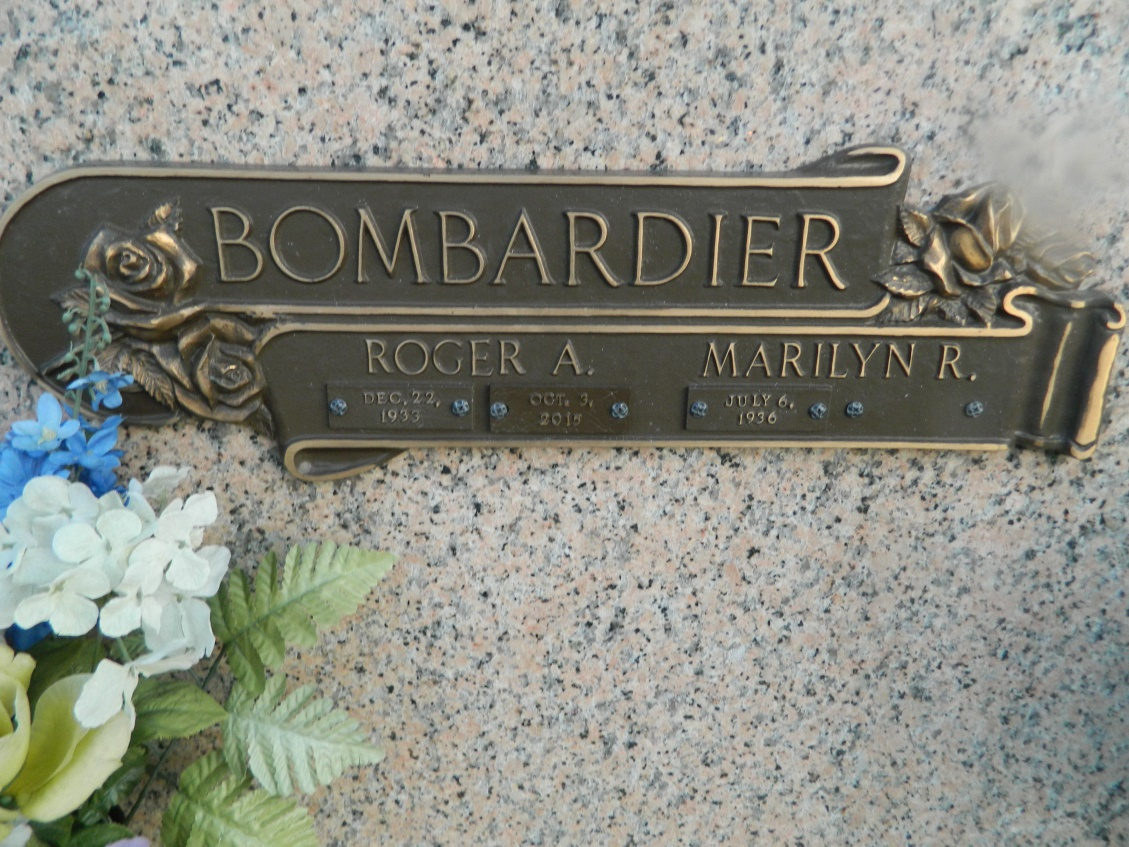 BOMBARDIER
ROGER A.
MARILYN R.
DEC. 22,
1933
OCT. 3,
2015
JULY 6,
1936